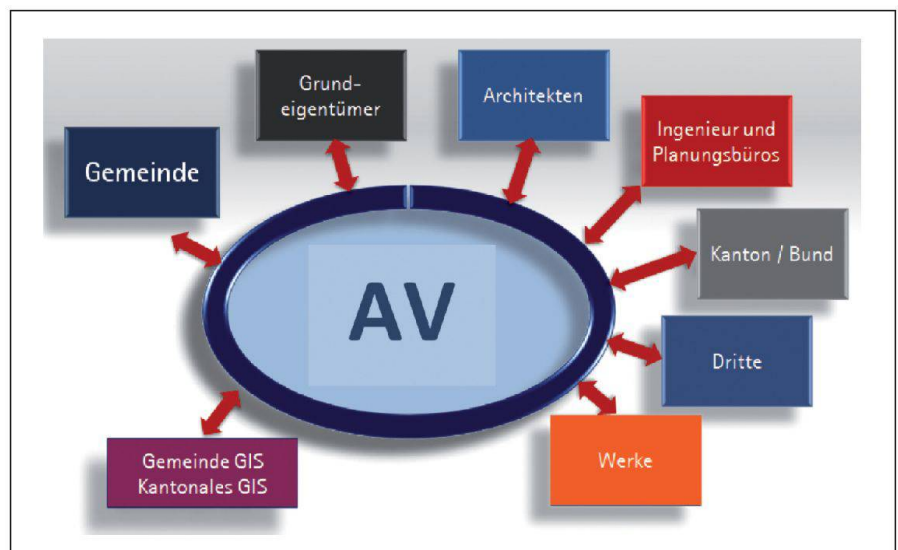 Grund-
eigentümer
Architekten
Ingenieur und
Planungsbüros
Gemeinde
Kanton / Bund
AV
Dritte
Gemeinde GIS
Kantonales GIS
Werke